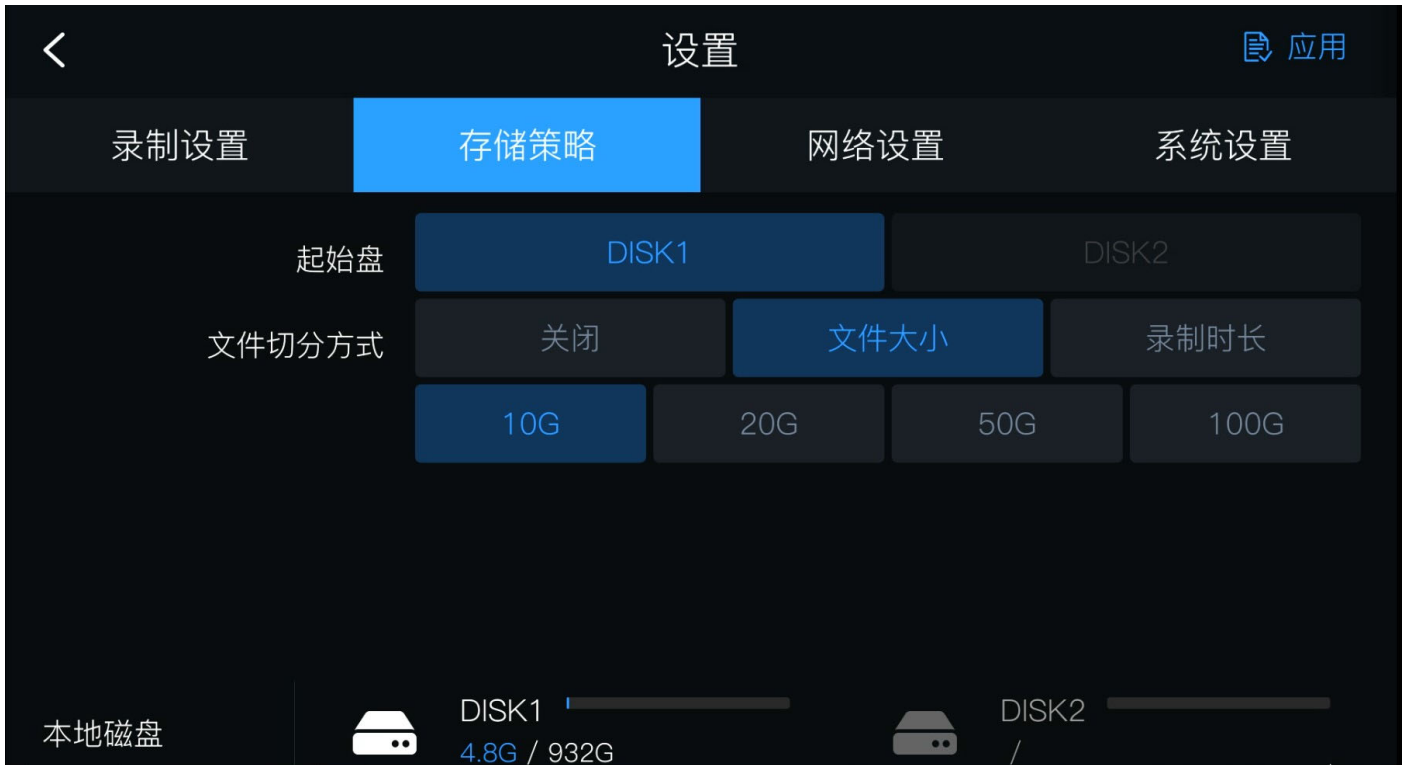 设置 应用
录制设置 存储策略 网络设置 系统设置
起始盘 DISK1 DISK2
文件切分方式 关闭 文件大小 录制时长
10G 20G 50G 100G
本地磁盘 DISK1 DISK2
4.8G / 932G /